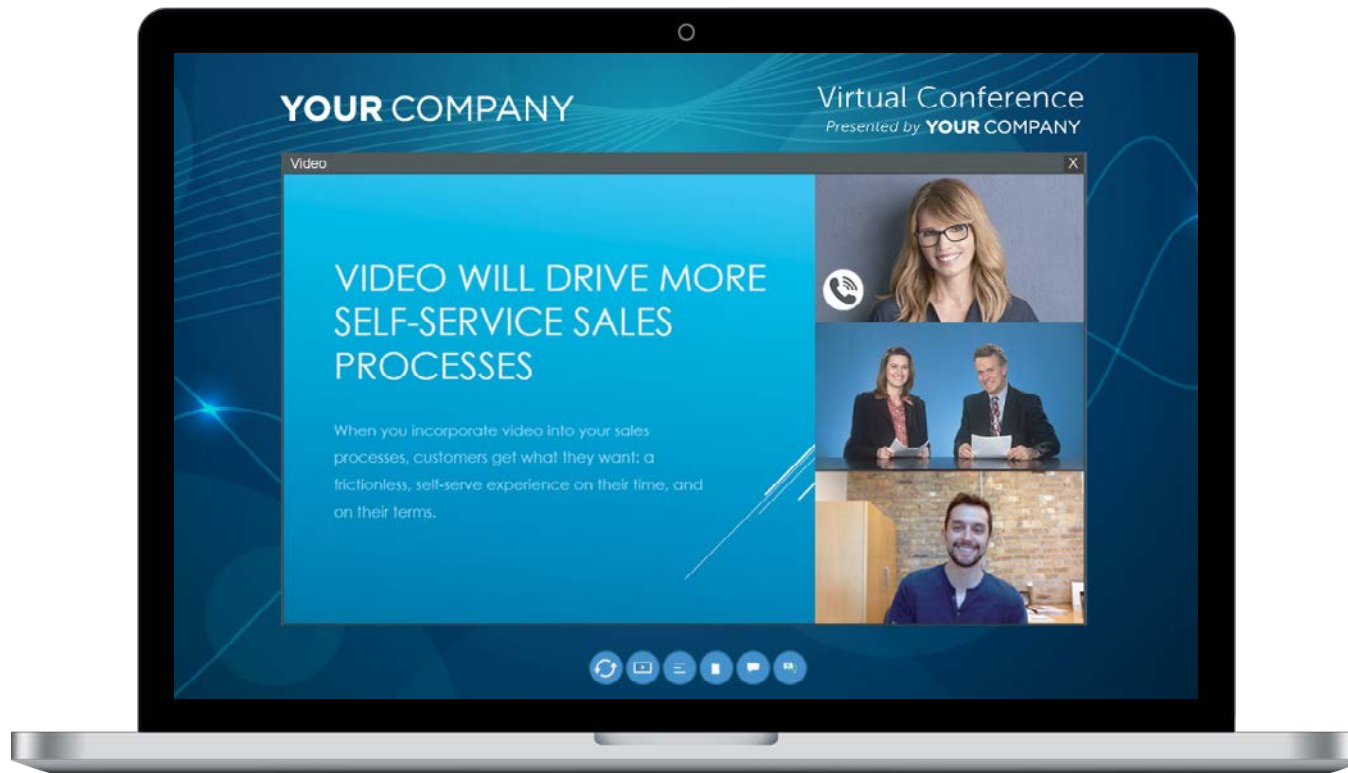 YOUR COMPANY
Virtual Conference
Presented by YOUR COMPANY
Video X
VIDEO WILL DRIVE MORE
SELF-SERVICE SALES
PROCESSES
When you incorporate video into your sales
processes, customers get what they want: a
frictionless, self-serve experience on their time, and
on their terms.